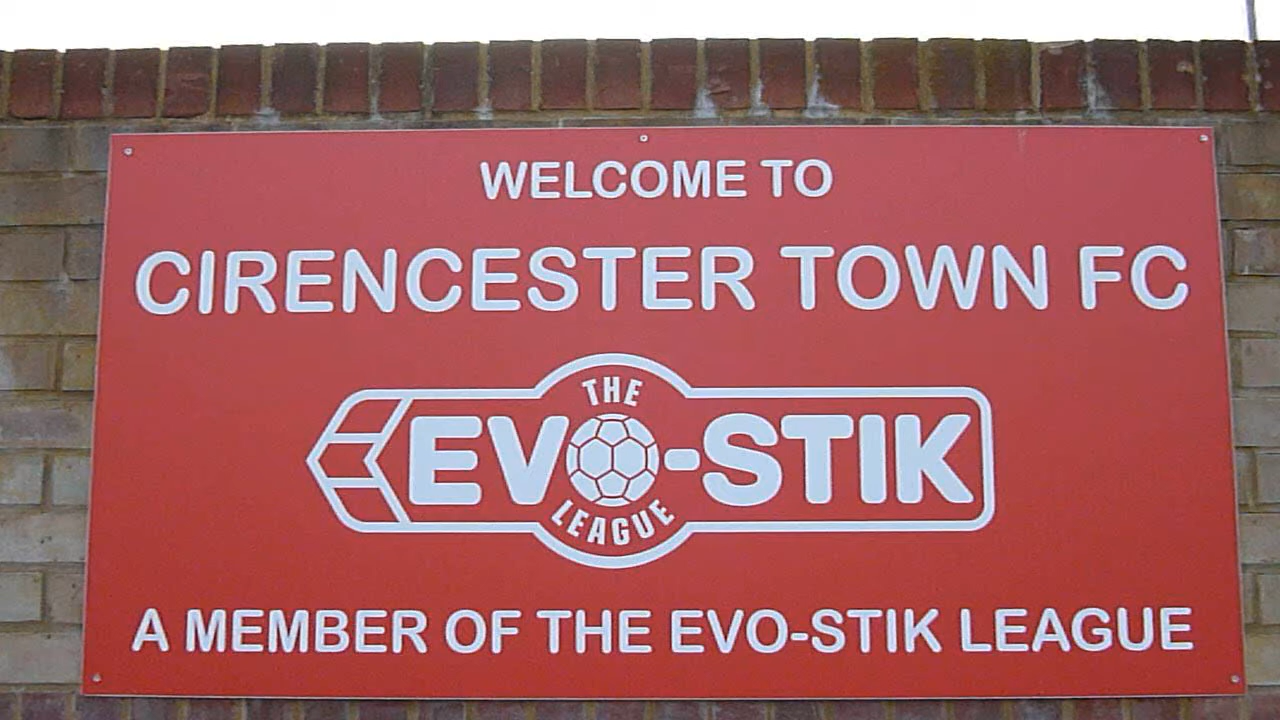 WELCOME TO
CIRENCESTER TOWN FC
THE
EVO-STIK
LEAGUE
A MEMBER OF THE EVO-STIK LEAGUE